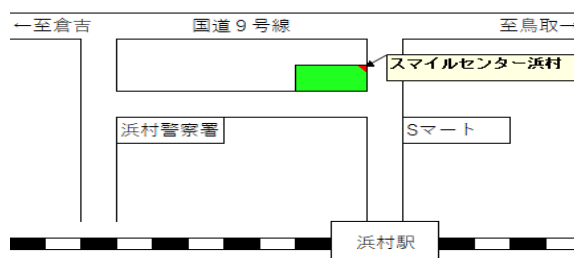 ←至倉吉
国道９号線
至鳥取→
スマイルセンター浜村
浜村警察署
Sマート
浜村駅